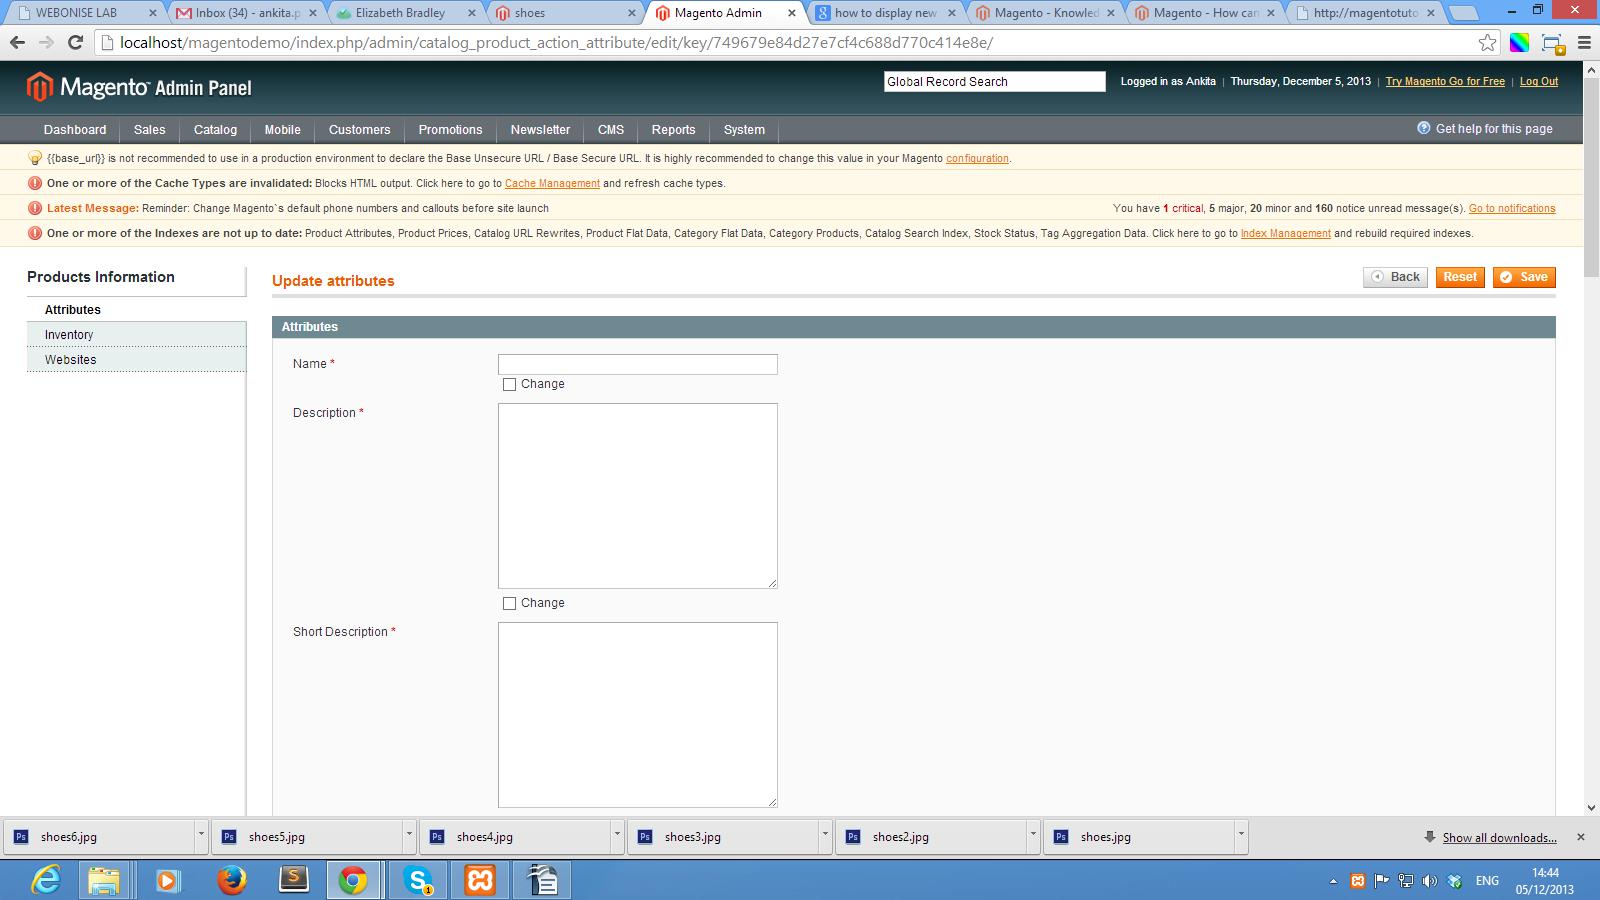 WEBONISE LAB
Inbox (34) - ankita.p
Elizabeth Bradley
shoes
Magento Admin
how to display new
Magento - Knowled
Magento - How can
http://magentotuto
localhost/magentodemo/index.php/admin/catalog_product_action_attribute/edit/key/749679e84d27e7cf4c688d770c414e8e/
Magento™ Admin Panel
Global Record Search
Logged in as Ankita | Thursday, December 5, 2013 | Try Magento Go for Free | Log Out
Dashboard Sales Catalog Mobile Customers Promotions Newsletter CMS Reports System
Get help for this page
{{base_url}} is not recommended to use in a production environment to declare the Base Unsecure URL / Base Secure URL. It is highly recommended to change this value in your Magento configuration.
One or more of the Cache Types are invalidated: Blocks HTML output. Click here to go to Cache Management and refresh cache types.
Latest Message: Reminder: Change Magento`s default phone numbers and callouts before site launch
You have 1 critical, 5 major, 20 minor and 160 notice unread message(s). Go to notifications
One or more of the Indexes are not up to date: Product Attributes, Product Prices, Catalog URL Rewrites, Product Flat Data, Category Flat Data, Category Products, Catalog Search Index, Stock Status, Tag Aggregation Data. Click here to go to Index Management and rebuild required indexes.
Products Information
Attributes
Inventory
Websites
Update attributes
Back
Reset
Save
Attributes
Name *
Change
Description *
Change
Short Description *
Ps shoes6.jpg
Ps shoes5.jpg
Ps shoes4.jpg
Ps shoes3.jpg
Ps shoes2.jpg
Ps shoes.jpg
Show all downloads...
1
ENG
14:44
05/12/2013